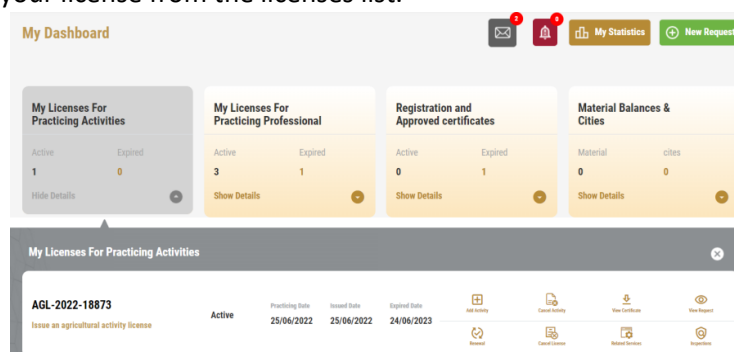 your license from the licenses list.
My Dashboard
2
My Statistics
New Request
My Licenses For
Practicing Activities
Active Expired
1 0
Hide Details
My Licenses For
Practicing Professional
Active Expired
3 1
Show Details
Registration and
Approved certificates
Active Expired
0 1
Show Details
Material Balances &
Cities
Material cites
0 0
Show Details
My Licenses For Practicing Activities
AGL-2022-18873
Issue an agricultural activity license
Active
Practicing Date
25/06/2022
Issued Date
25/06/2022
Expired Date
24/06/2023
Add Activity
Cancel Activity
View Certificate
View Request
Renewal
Cancel License
Related Services
Inspections